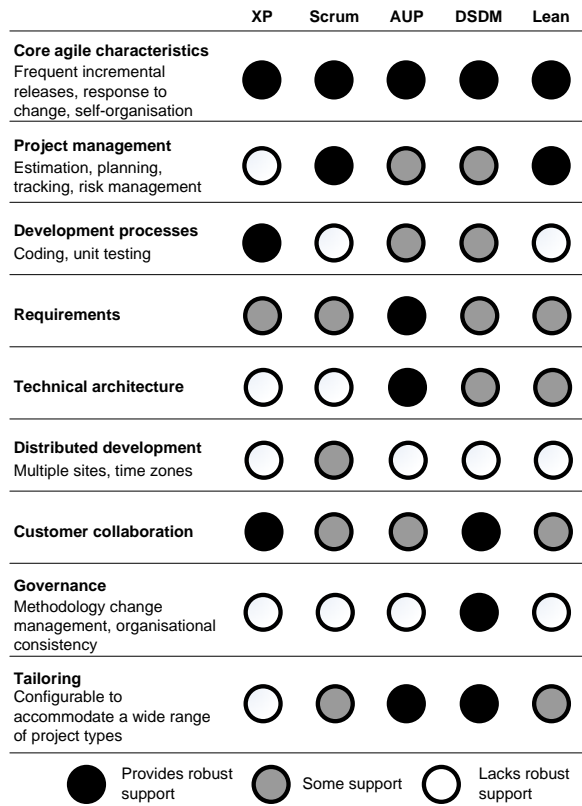 XP Scrum AUP DSDM Lean
Core agile characteristics
Frequent incremental
releases, response to
change, self-organisation
Project management
Estimation, planning,
tracking, risk management
Development processes
Coding, unit testing
Requirements
Technical architecture
Distributed development
Multiple sites, time zones
Customer collaboration
Governance
Methodology change
management, organisational
consistency
Tailoring
Configurable to
accommodate a wide range
of project types
Provides robust
support
Some support
Lacks robust
support